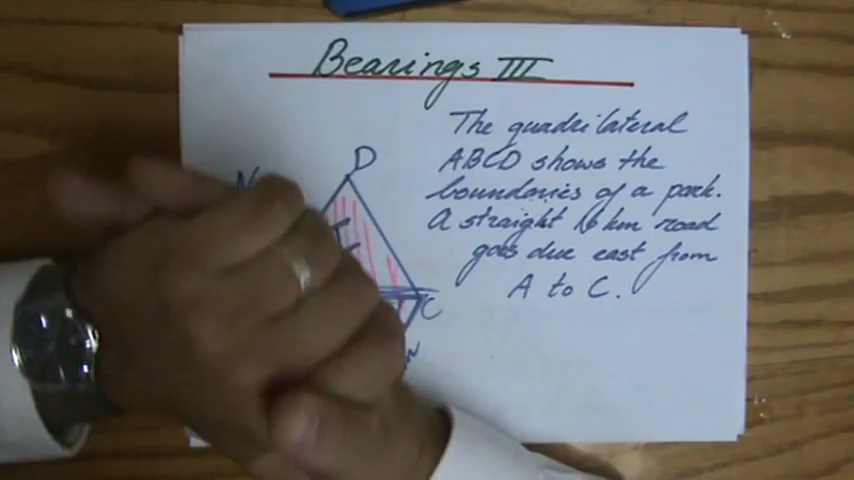 Bearings III
The quadrilateral
ABCD shows the
boundaries of a park.
A straight 16 km road
goes due east from
A to C.
N
D
C